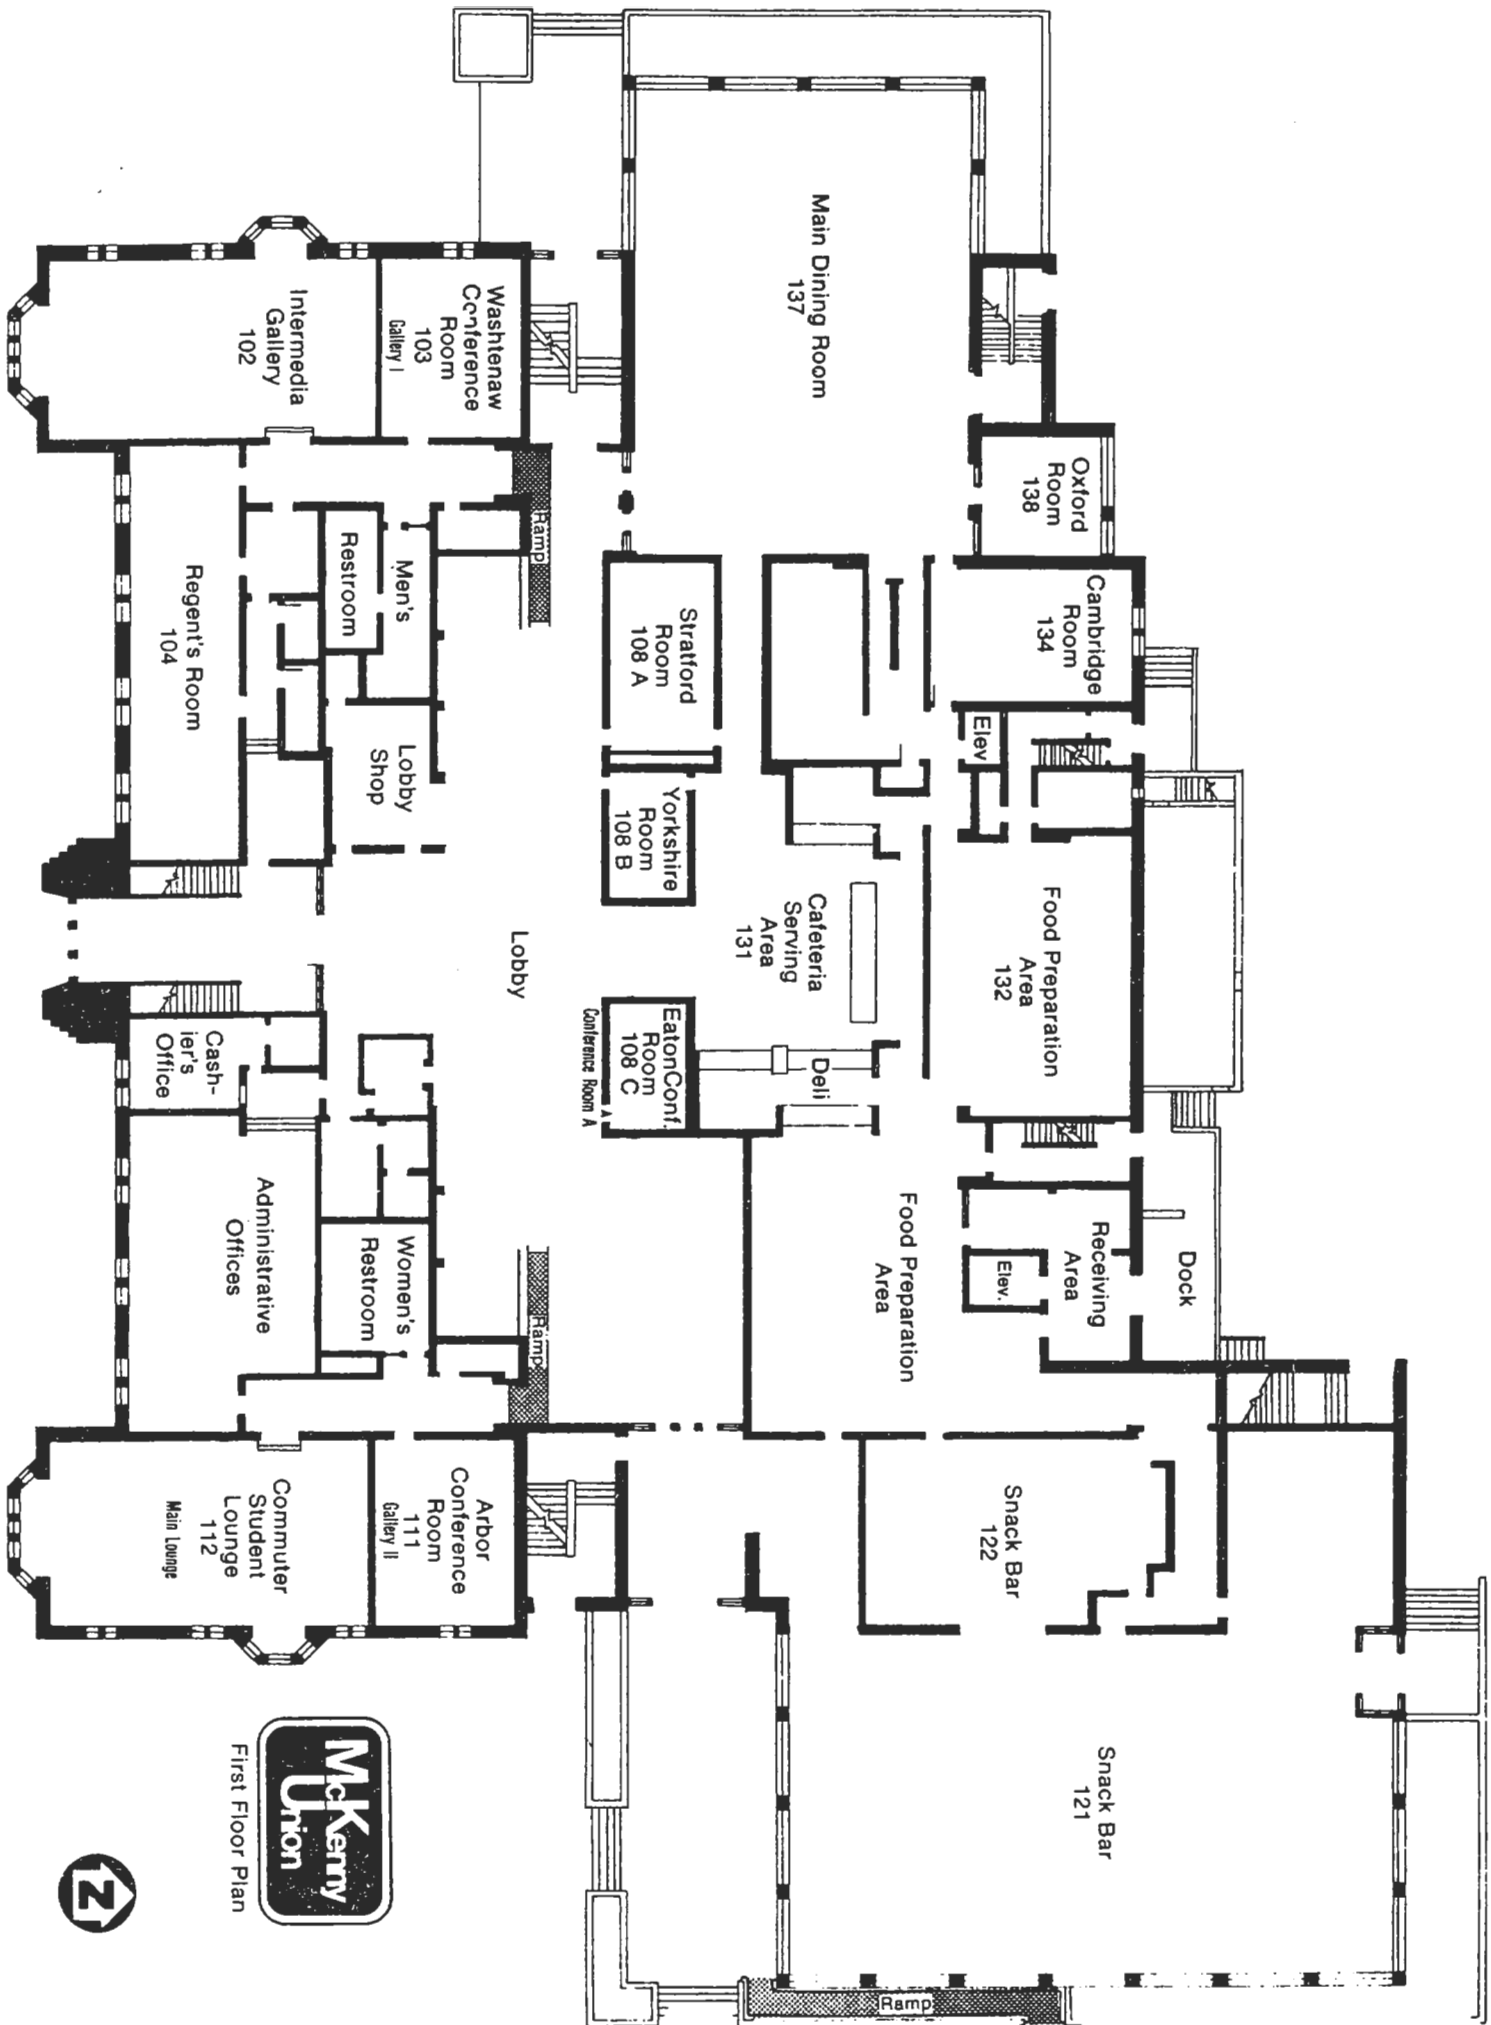 Main Dining Room
137
Oxford
Room
138
Cambridge
Room
134
Elev
Food Preparation
Area
132
Dock
Receiving
Area
Elev.
Food Preparation
Area
Snack Bar
122
Snack Bar
121
Ramp
Stratford
Room
108 A
Yorkshire
Room
108 B
Cafeteria
Serving
Area
131
Deli
EatonConf.
Room
108 C
Conference Room A
A
Washtenaw
Conference
Room
103
Gallery I
Intermedia
Gallery
102
Ramp
Men's
Restroom
Regent's Room
104
Lobby
Shop
Lobby
Cash-
ier's
Office
Administrative
Offices
Women's
Restroom
Ramp
Arbor
Conference
Room
111
Gallery II
Commuter
Student
Lounge
112
Main Lounge
McKenny
Union
First Floor Plan
N